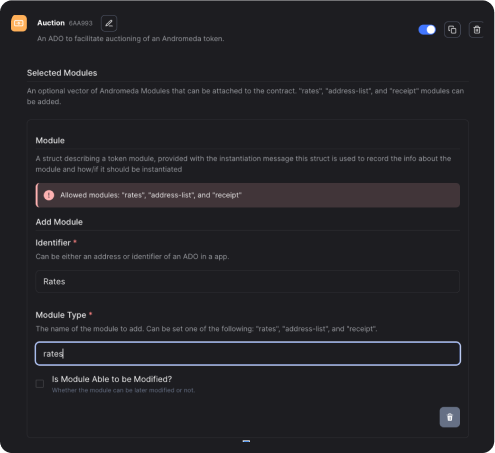 Auction 6AA993
An ADO to facilitate auctioning of an Andromeda token.
Selected Modules
An optional vector of Andromeda Modules that can be attached to the contract. "rates", "address-list", and "receipt" modules can
be added.
Module
A struct describing a token module, provided with the instantiation message this struct is used to record the info about the
module and how/if it should be instantiated
Allowed modules: "rates", "address-list", and "receipt"
Add Module
Identifier *
Can be either an address or identifier of an ADO in a app.
Rates
Module Type *
The name of the module to add. Can be set one of the following: "rates", "address-list", and "receipt".
rates
Is Module Able to be Modified?
Whether the module can be later modified or not.